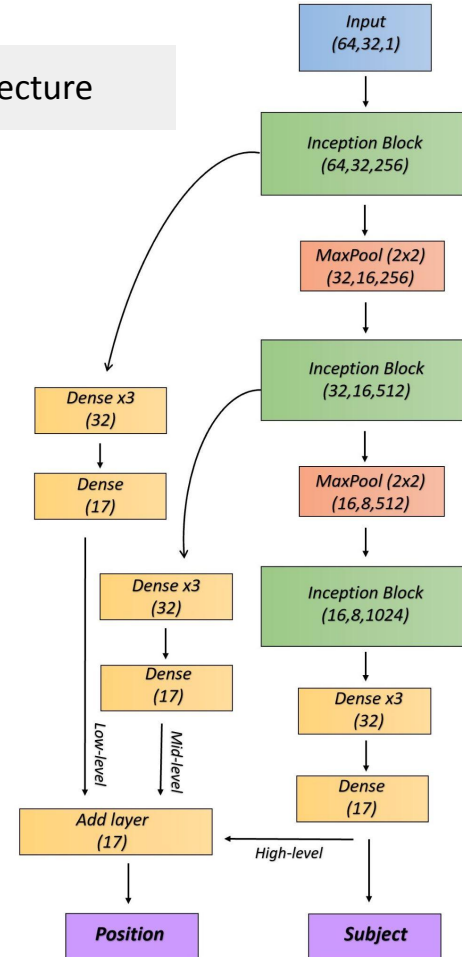 ecture
Input
(64,32,1)
Inception Block
(64,32,256)
MaxPool (2x2)
(32,16,256)
Inception Block
(32,16,512)
MaxPool (2x2)
(16,8,512)
Inception Block
(16,8,1024)
Dense x3
(32)
Dense
(17)
Dense x3
(32)
Dense
(17)
Dense x3
(32)
Dense
(17)
Low-level
Mid-level
High-level
Add layer
(17)
Position
Subject